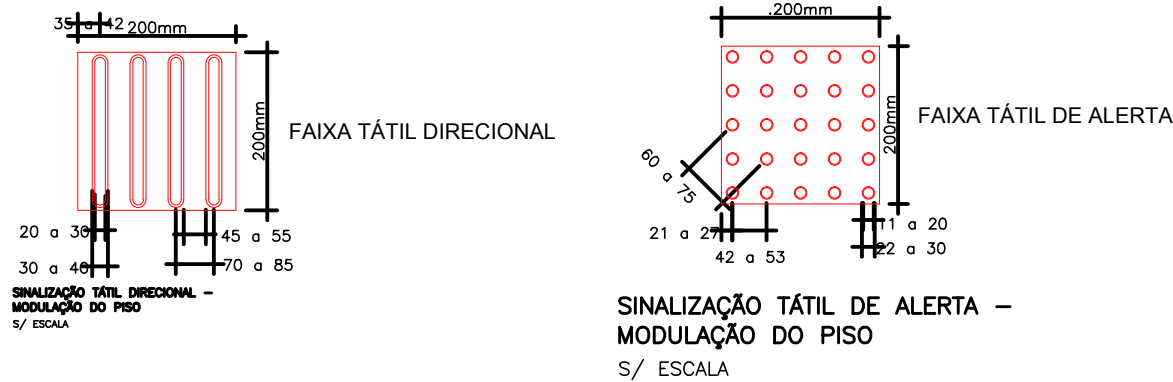 35 a 42
200mm
200mm
FAIXA TÁTIL DIRECIONAL
20 a 30
45 a 55
30 a 40
70 a 85
SINALIZAÇÃO TÁTIL DIRECIONAL –
MODULAÇÃO DO PISO
S/ ESCALA
.200mm
200mm
FAIXA TÁTIL DE ALERTA
60 a 75
21 a 27
11 a 20
42 a 53
22 a 30
SINALIZAÇÃO TÁTIL DE ALERTA –
MODULAÇÃO DO PISO
S/ ESCALA